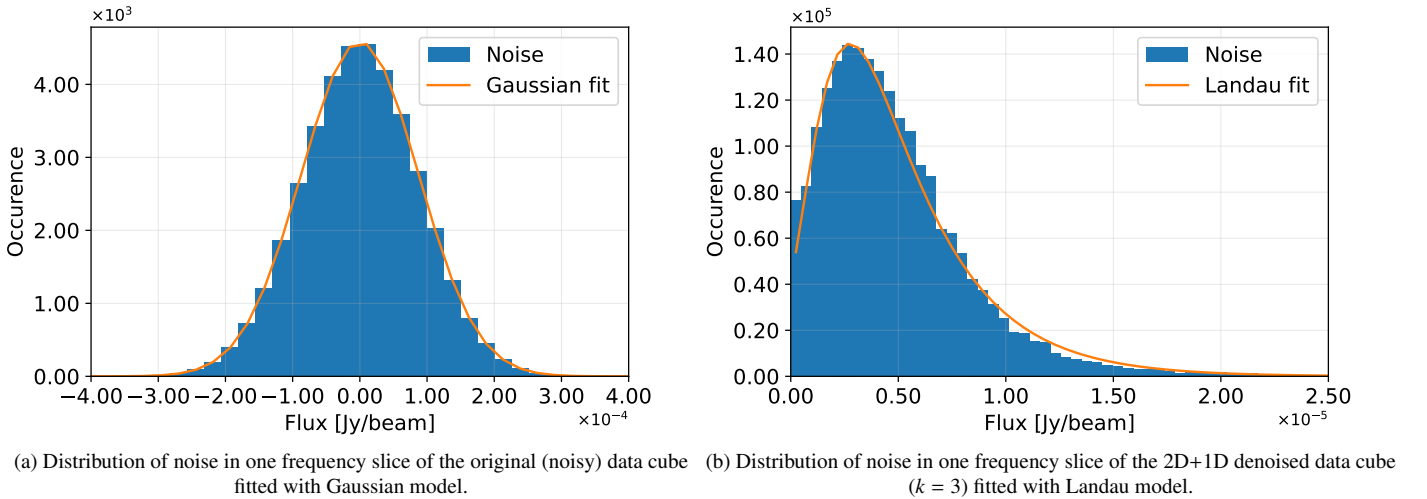 ×10³
4.00
3.00
2.00
1.00
0.00
Occurence
Noise
Gaussian fit
−4.00 −3.00 −2.00 −1.00 0.00 1.00 2.00 3.00 4.00
Flux [Jy/beam]
×10⁻⁴
(a) Distribution of noise in one frequency slice of the original (noisy) data cube
fitted with Gaussian model.
×10⁵
1.40
1.20
1.00
0.80
0.60
0.40
0.20
0.00
Occurence
Noise
Landau fit
0.00 0.50 1.00 1.50 2.00 2.50
Flux [Jy/beam]
×10⁻⁵
(b) Distribution of noise in one frequency slice of the 2D+1D denoised data cube
(k = 3) fitted with Landau model.